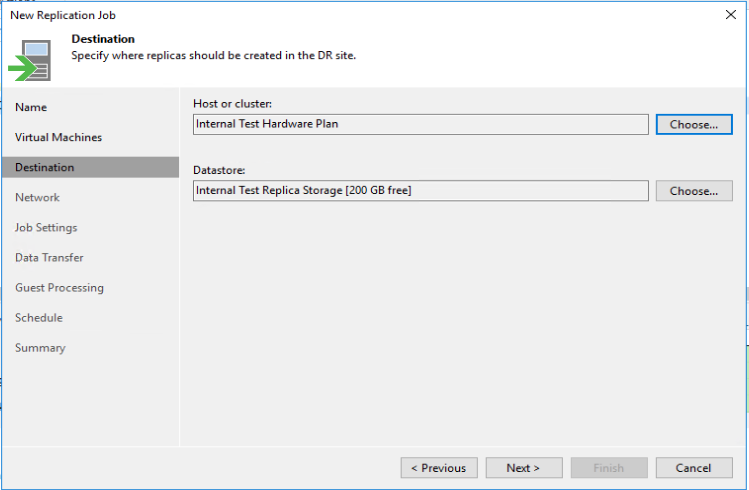 New Replication Job
Destination
Specify where replicas should be created in the DR site.
Name
Virtual Machines
Destination
Network
Job Settings
Data Transfer
Guest Processing
Schedule
Summary
Host or cluster:
Internal Test Hardware Plan
Choose...
Datastore:
Internal Test Replica Storage [200 GB free]
Choose...
< Previous
Next >
Finish
Cancel